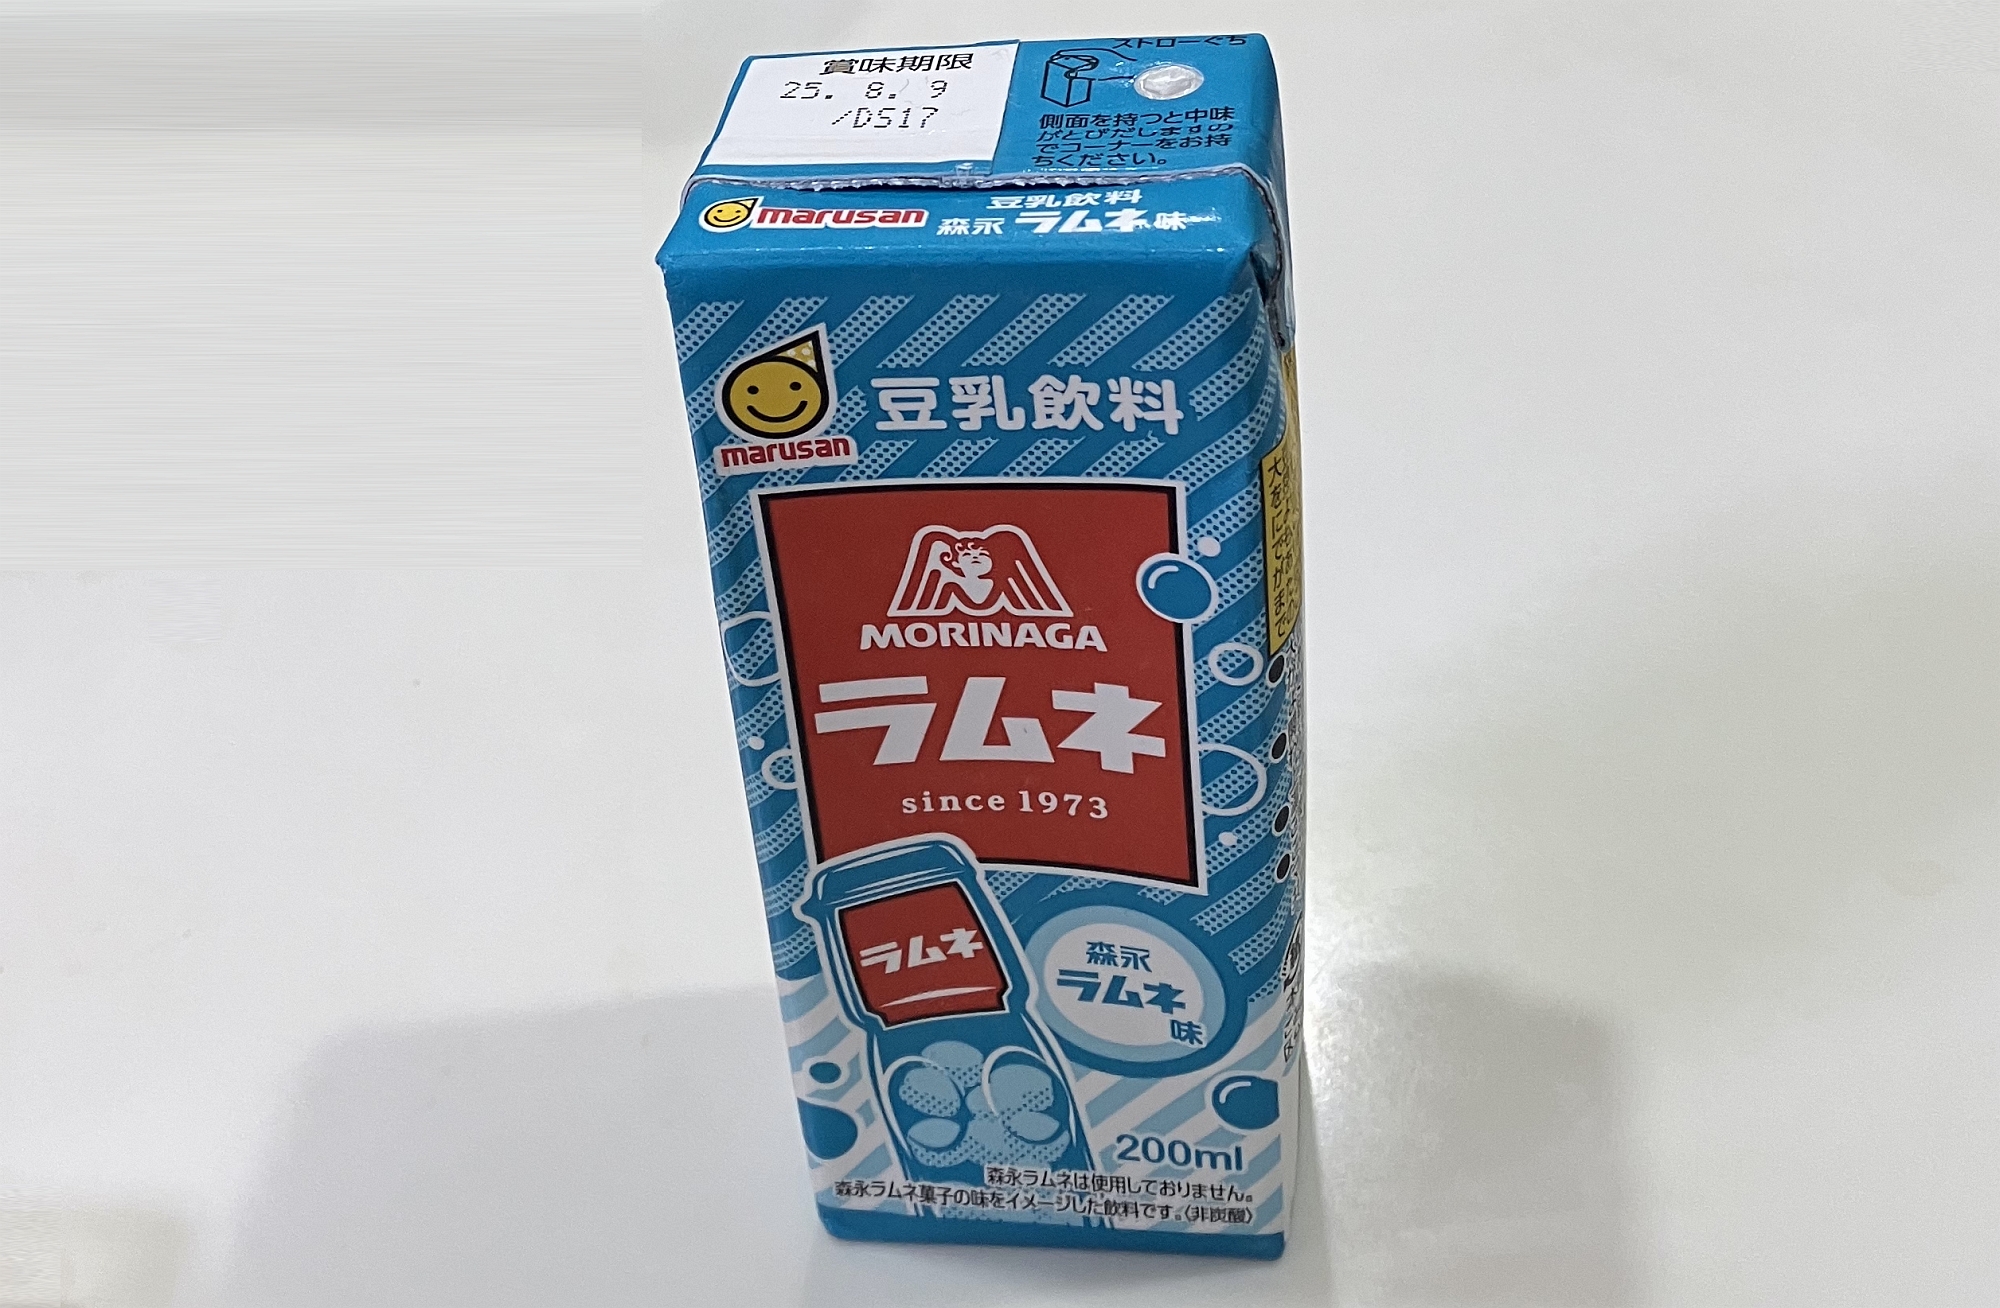 賞味期限
25. 8. 9
/DS17
ストローぐち
側面を持つと中味
がとびだしますの
でコーナーをお持
ちください。
marusan
豆乳飲料
森永 ラムネ味
marusan
豆乳飲料
MORINAGA
ラムネ
since 1973
ラムネ
森永
ラムネ
味
200ml
森永ラムネは使用しておりません。
森永ラムネ菓子の味をイメージした飲料です。〈非炭酸〉